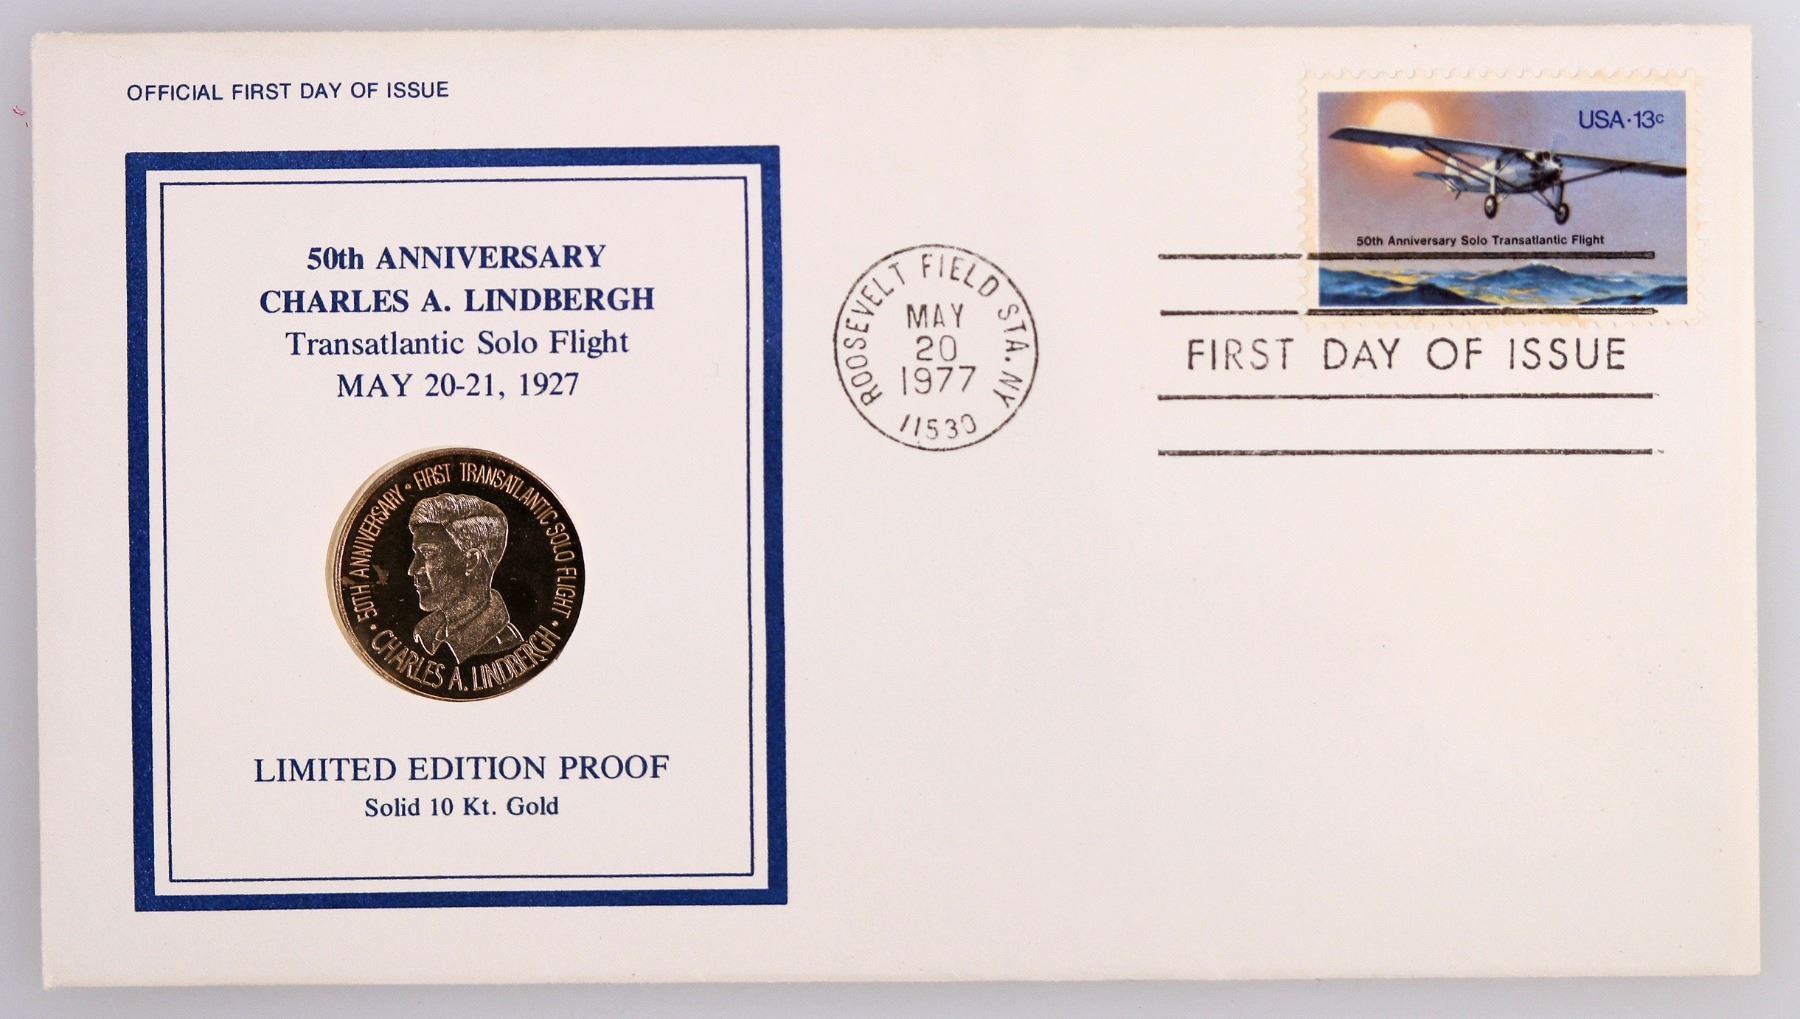 OFFICIAL FIRST DAY OF ISSUE
50th ANNIVERSARY
CHARLES A. LINDBERGH
Transatlantic Solo Flight
MAY 20-21, 1927
50TH ANNIVERSARY • FIRST TRANSATLANTIC SOLO FLIGHT •
CHARLES A. LINDBERGH
LIMITED EDITION PROOF
Solid 10 Kt. Gold
ROOSEVELT FIELD STA. NY
MAY
20
1977
11530
USA·13c
50th Anniversary Solo Transatlantic Flight
FIRST DAY OF ISSUE